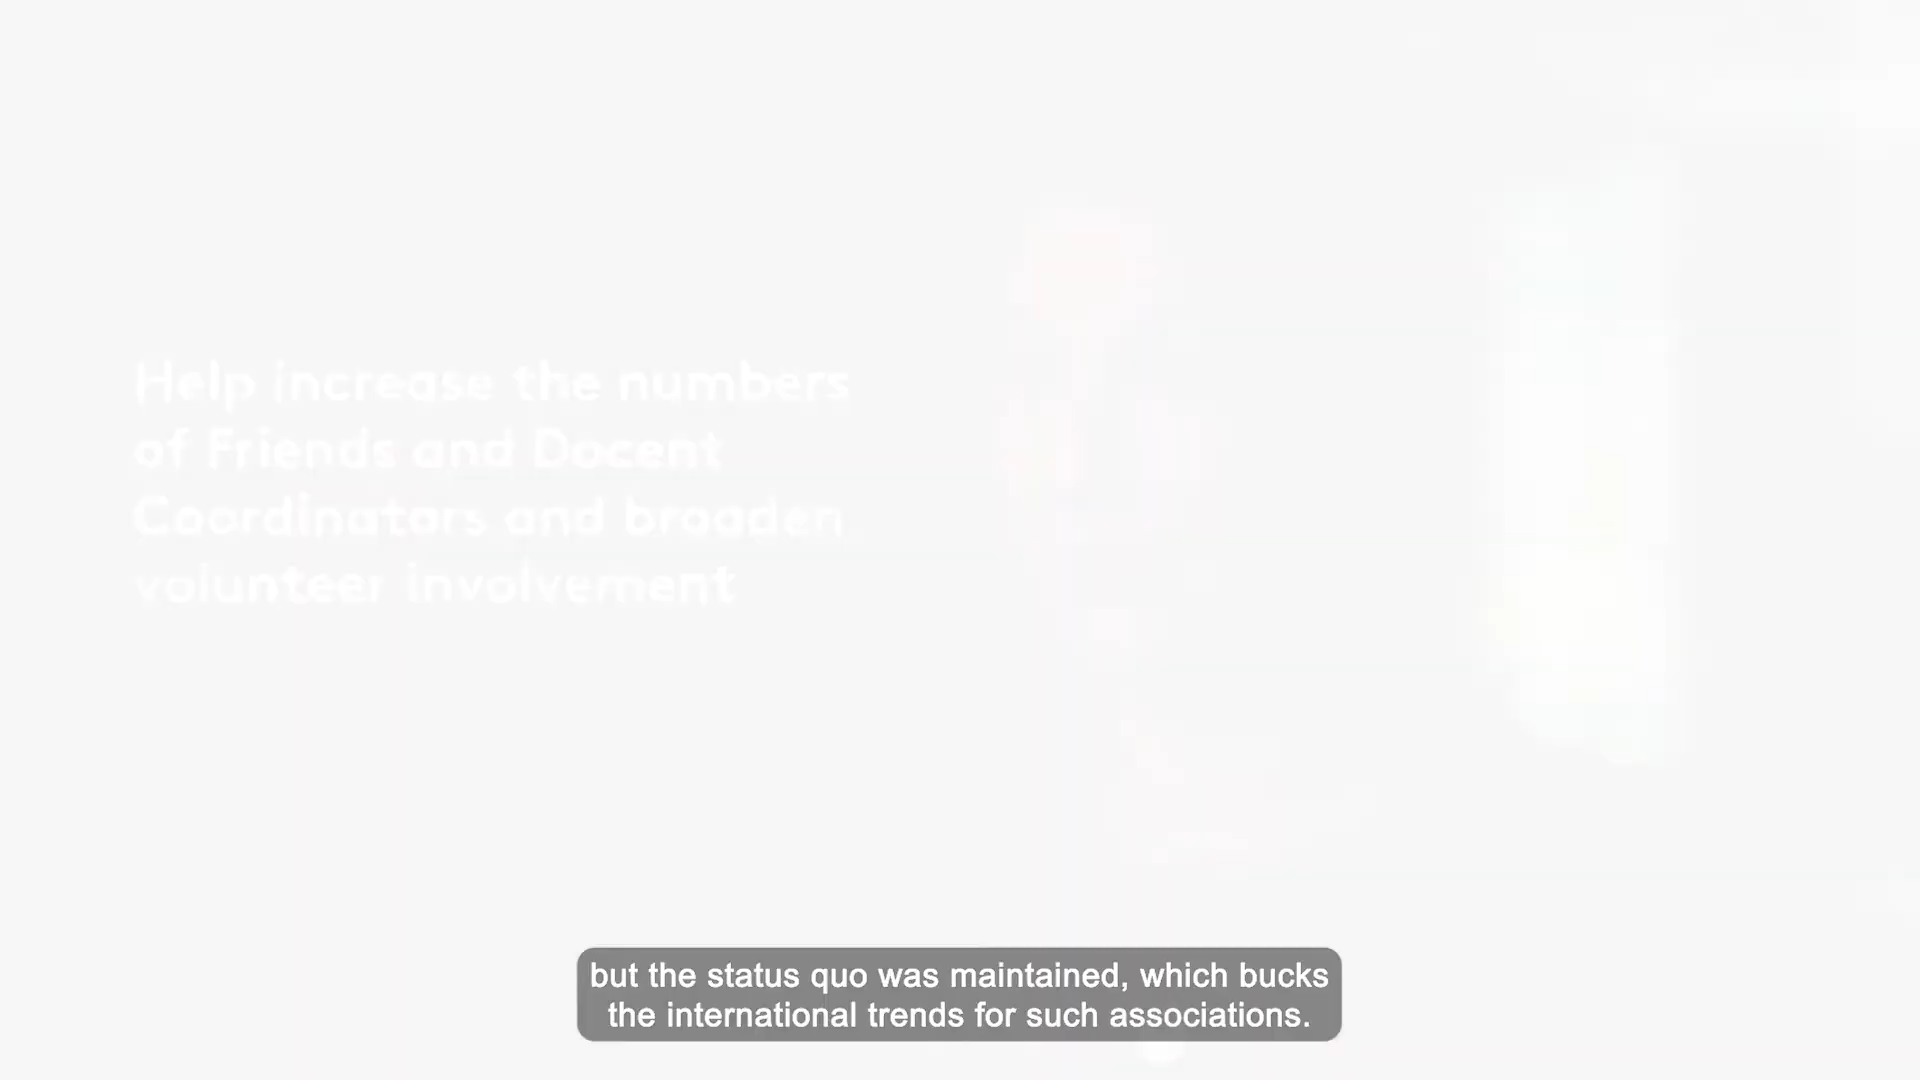 Help increase the numbers
of Friends and Docent
Coordinators and broaden
volunteer involvement
but the status quo was maintained, which bucks
the international trends for such associations.